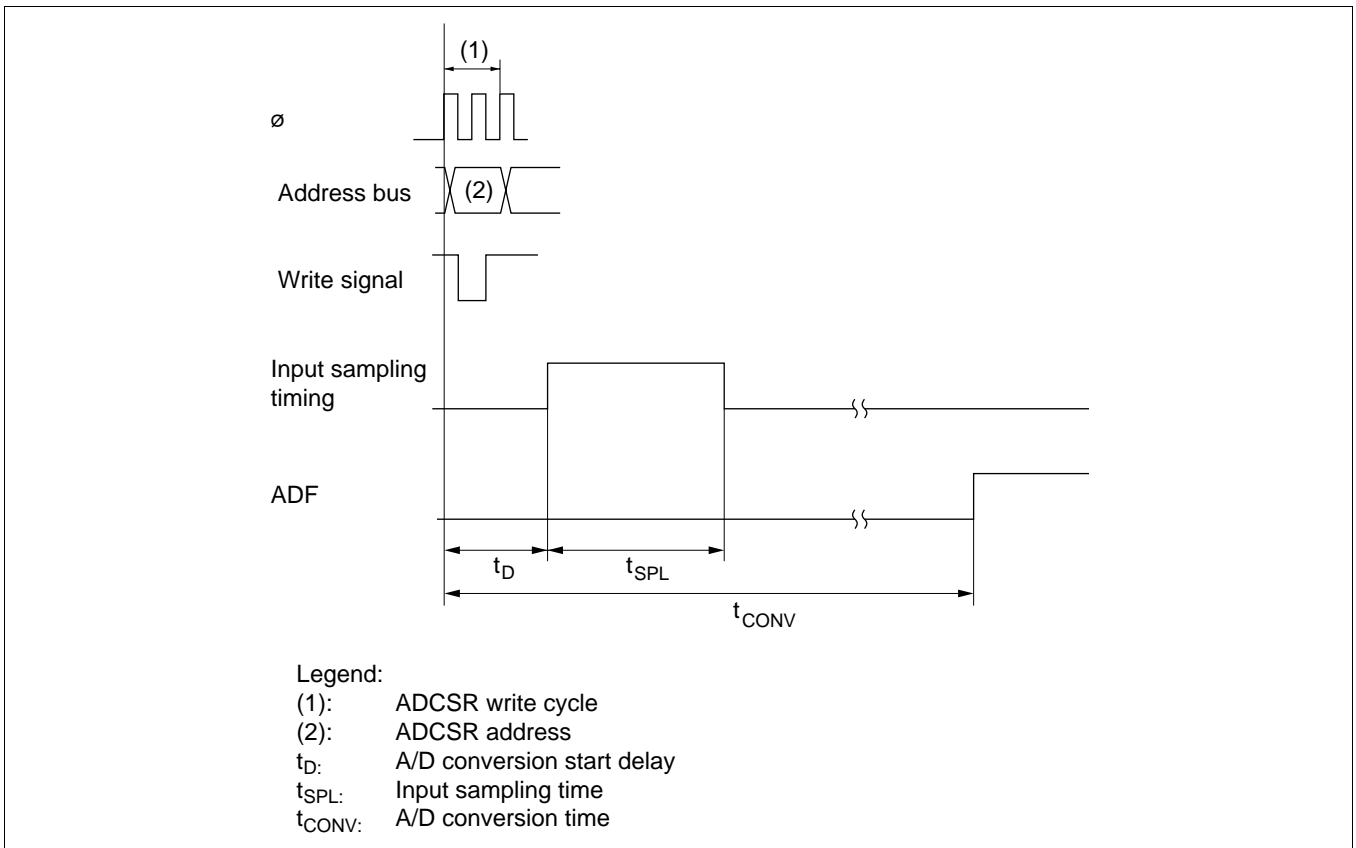 (1)
ø
Address bus
(2)
Write signal
Input sampling
timing
ADF
tD
tSPL
tCONV
Legend:
(1): ADCSR write cycle
(2): ADCSR address
tD: A/D conversion start delay
tSPL: Input sampling time
tCONV: A/D conversion time